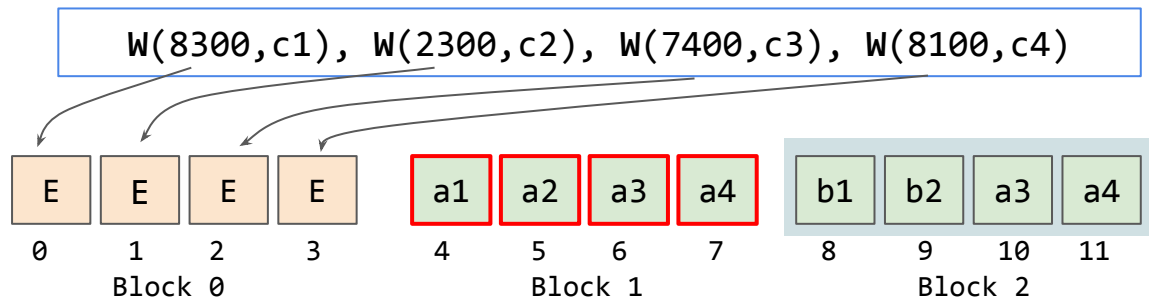 W(8300,c1), W(2300,c2), W(7400,c3), W(8100,c4)
E E E E a1 a2 a3 a4 b1 b2 a3 a4
0 1 2 3 4 5 6 7 8 9 10 11
Block 0 Block 1 Block 2